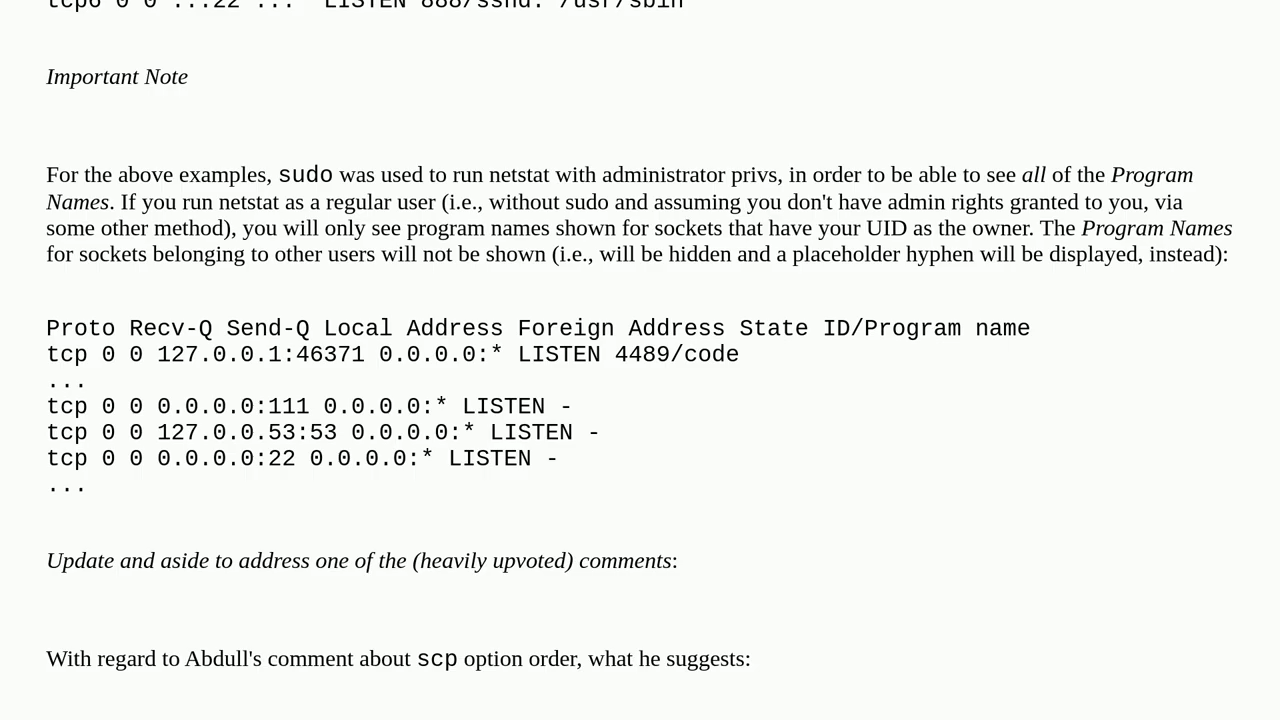 tcp6 0 0 ...22 ... LISTEN 888/sshd: /usr/sbin
Important Note
For the above examples, sudo was used to run netstat with administrator privs, in order to be able to see all of the Program
Names. If you run netstat as a regular user (i.e., without sudo and assuming you don't have admin rights granted to you, via
some other method), you will only see program names shown for sockets that have your UID as the owner. The Program Names
for sockets belonging to other users will not be shown (i.e., will be hidden and a placeholder hyphen will be displayed, instead):
Proto Recv-Q Send-Q Local Address Foreign Address State ID/Program name
tcp 0 0 127.0.0.1:46371 0.0.0.0:* LISTEN 4489/code
...
tcp 0 0 0.0.0.0:111 0.0.0.0:* LISTEN -
tcp 0 0 127.0.0.53:53 0.0.0.0:* LISTEN -
tcp 0 0 0.0.0.0:22 0.0.0.0:* LISTEN -
...
Update and aside to address one of the (heavily upvoted) comments:
With regard to Abdull's comment about scp option order, what he suggests: